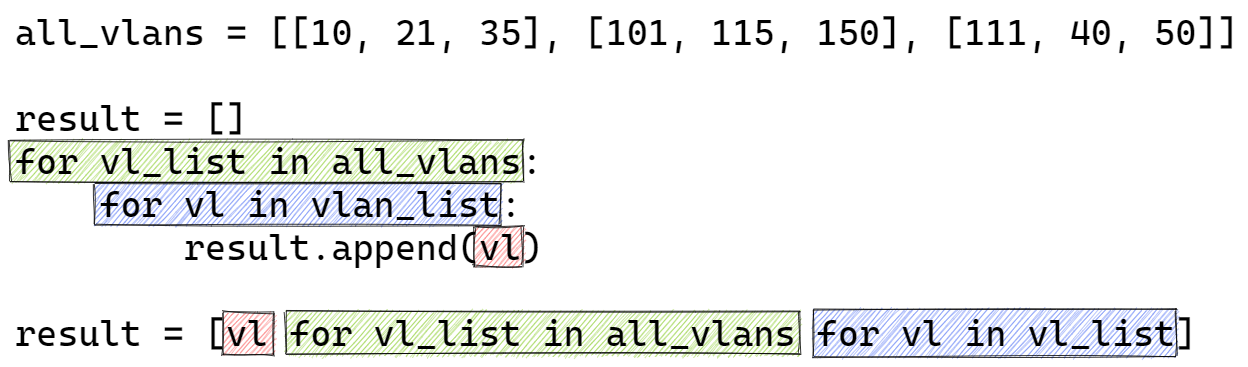 all_vlans = [[10, 21, 35], [101, 115, 150], [111, 40, 50]]
result = []
for vl_list in all_vlans:
for vl in vlan_list:
result.append(vl)
result = [vl for vl_list in all_vlans for vl in vl_list]